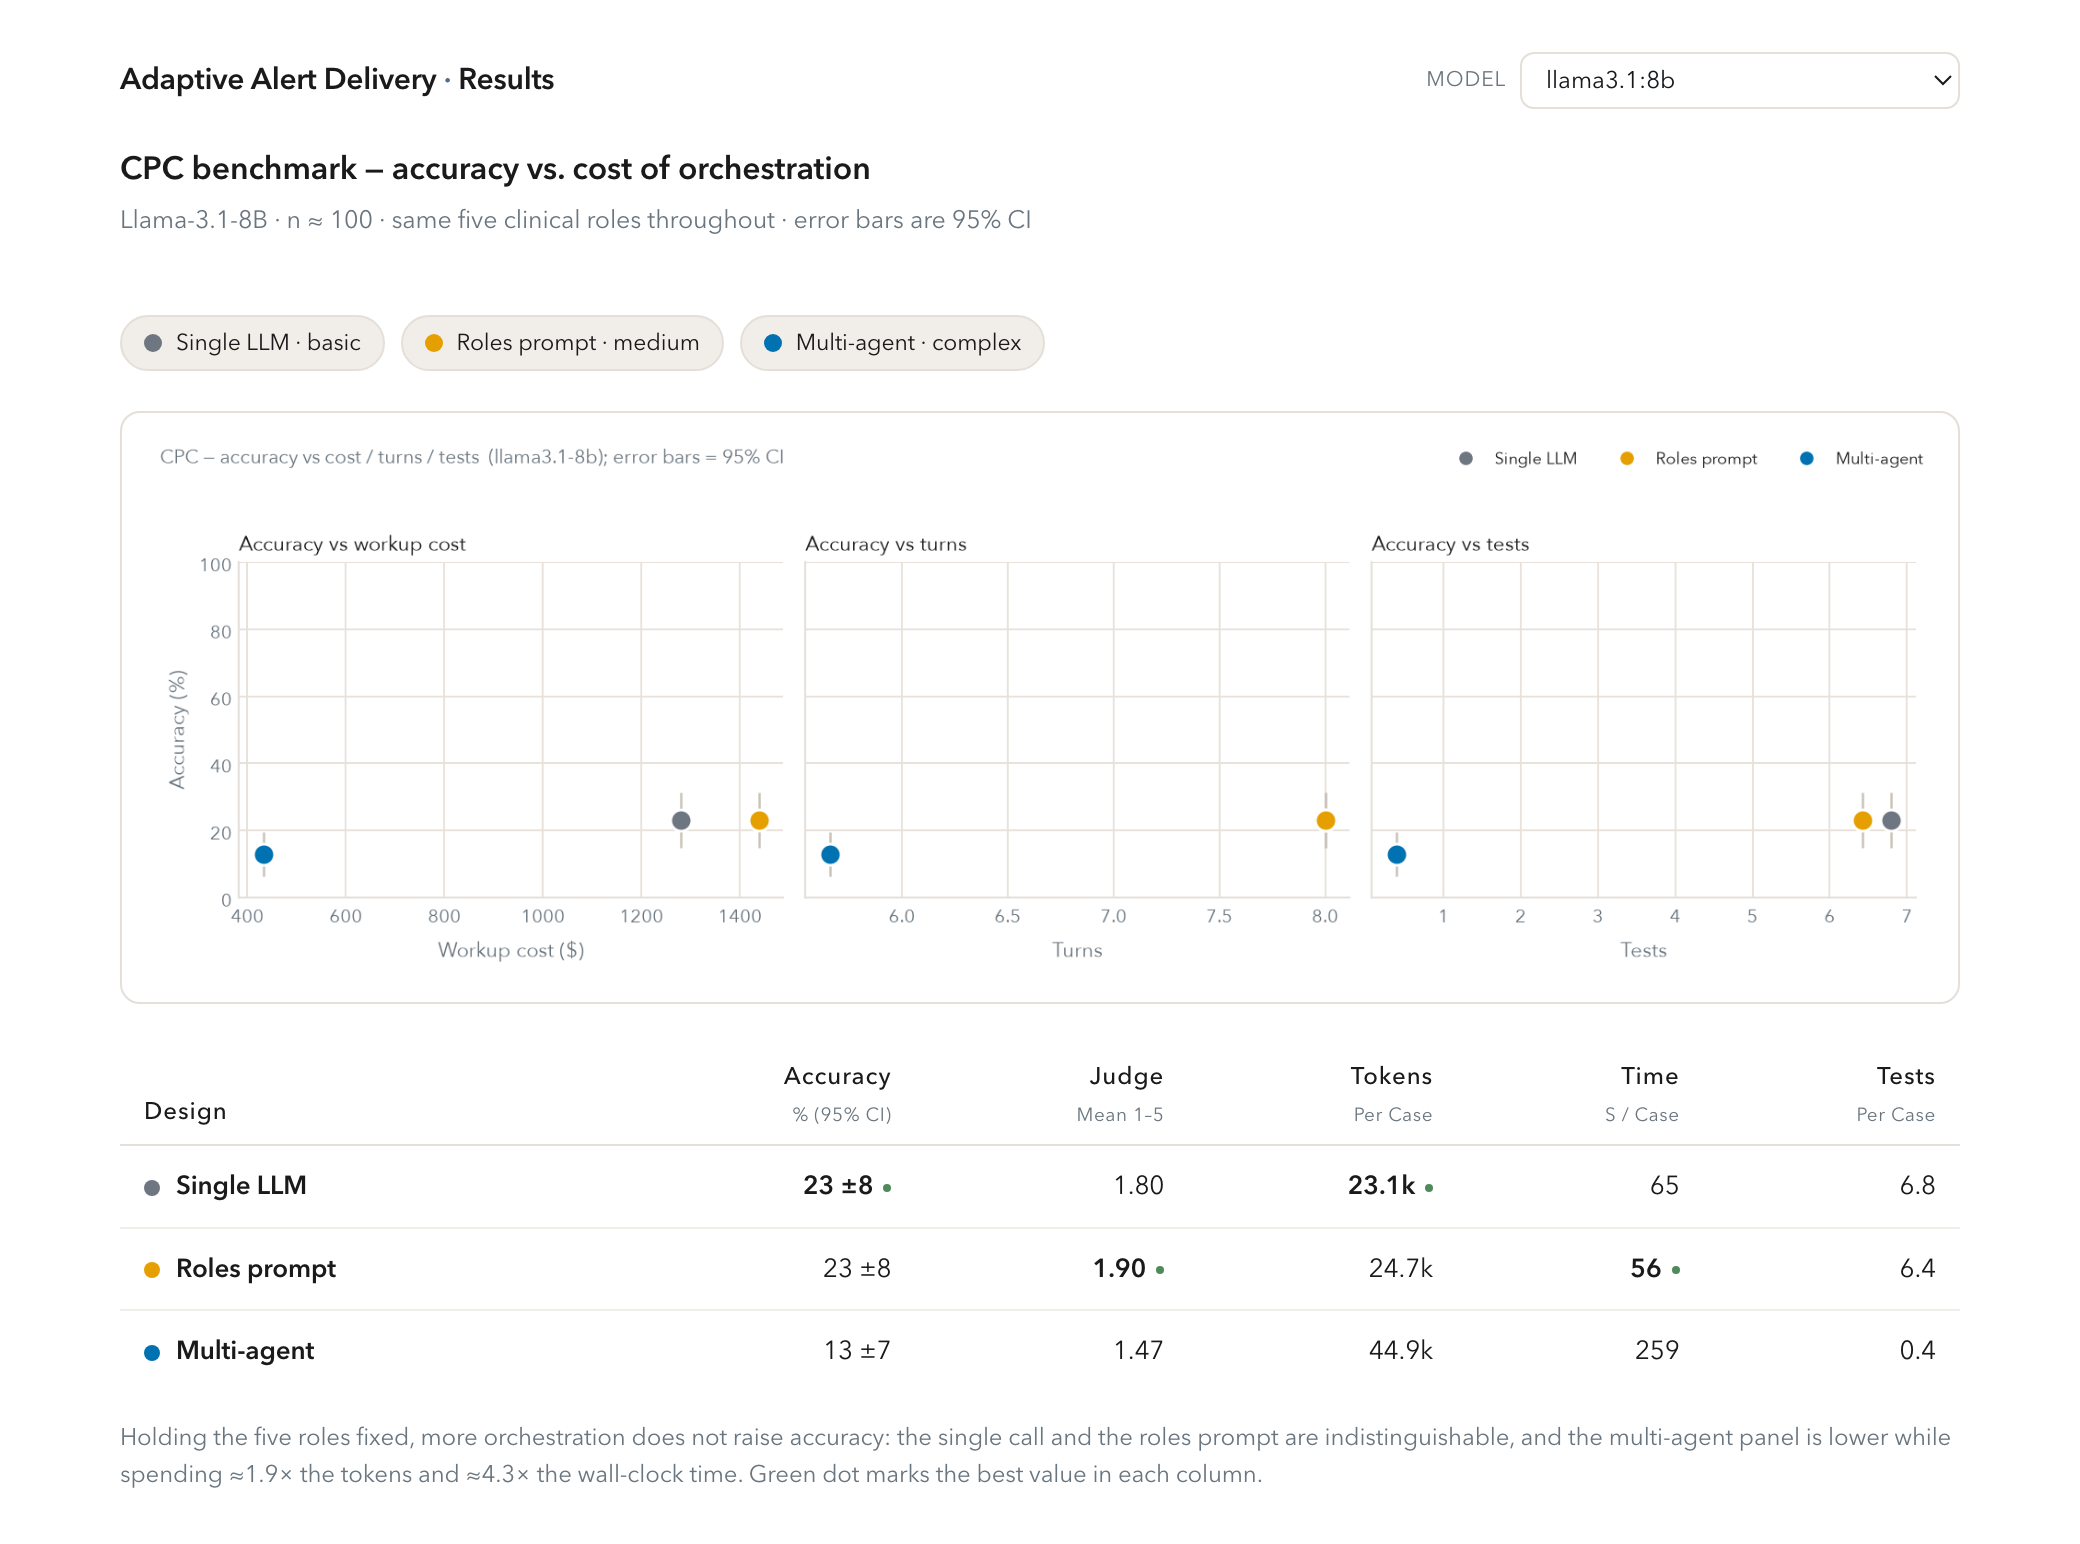 Adaptive Alert Delivery · Results
MODEL llama3.1:8b
CPC benchmark – accuracy vs. cost of orchestration
Llama-3.1-8B · n ≈ 100 · same five clinical roles throughout · error bars are 95% CI
Single LLM · basic Roles prompt · medium Multi-agent · complex
CPC – accuracy vs cost / turns / tests (llama3.1-8b); error bars = 95% CI
Single LLM Roles prompt Multi-agent
Accuracy vs workup cost Accuracy vs turns Accuracy vs tests
100
80
60
40
20
0
Accuracy (%)
400 600 800 1000 1200 1400 6.0 6.5 7.0 7.5 8.0 1 2 3 4 5 6 7
Workup cost ($) Turns Tests
Accuracy Judge Tokens Time Tests
Design % (95% CI) Mean 1–5 Per Case S / Case Per Case
Single LLM 23 ±8 1.80 23.1k 65 6.8
Roles prompt 23 ±8 1.90 24.7k 56 6.4
Multi-agent 13 ±7 1.47 44.9k 259 0.4
Holding the five roles fixed, more orchestration does not raise accuracy: the single call and the roles prompt are indistinguishable, and the multi-agent panel is lower while
spending ≈1.9× the tokens and ≈4.3× the wall-clock time. Green dot marks the best value in each column.